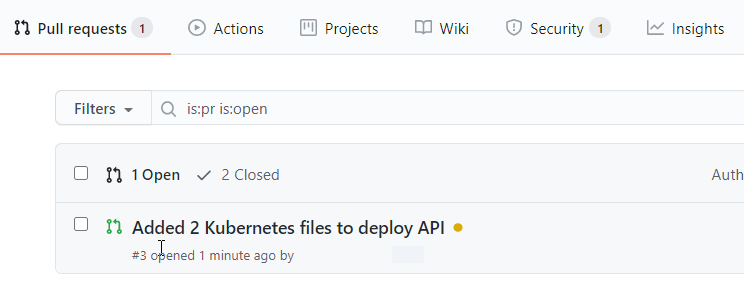 Pull requests 1 Actions Projects Wiki Security 1 Insights
Filters is:pr is:open
1 Open 2 Closed Auth
Added 2 Kubernetes files to deploy API
#3 opened 1 minute ago by